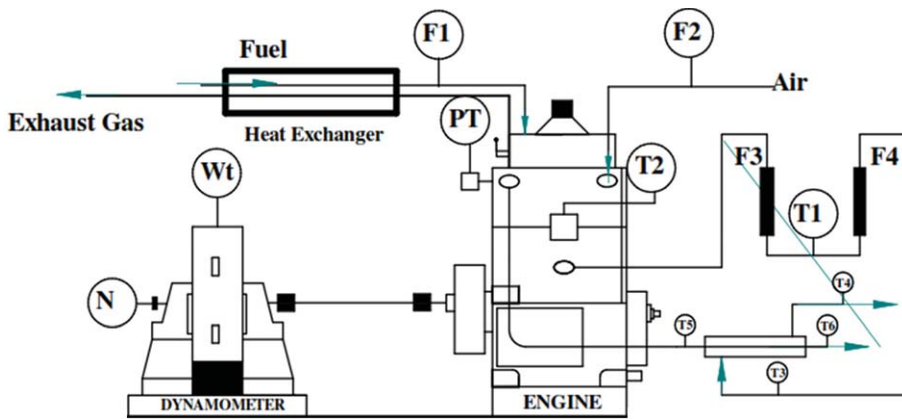 F1
F2
Fuel
Air
Exhaust Gas
Heat Exchanger
PT
Wt
T2
F3
F4
T1
N
T4
T5
T6
T3
DYNAMOMETER
ENGINE